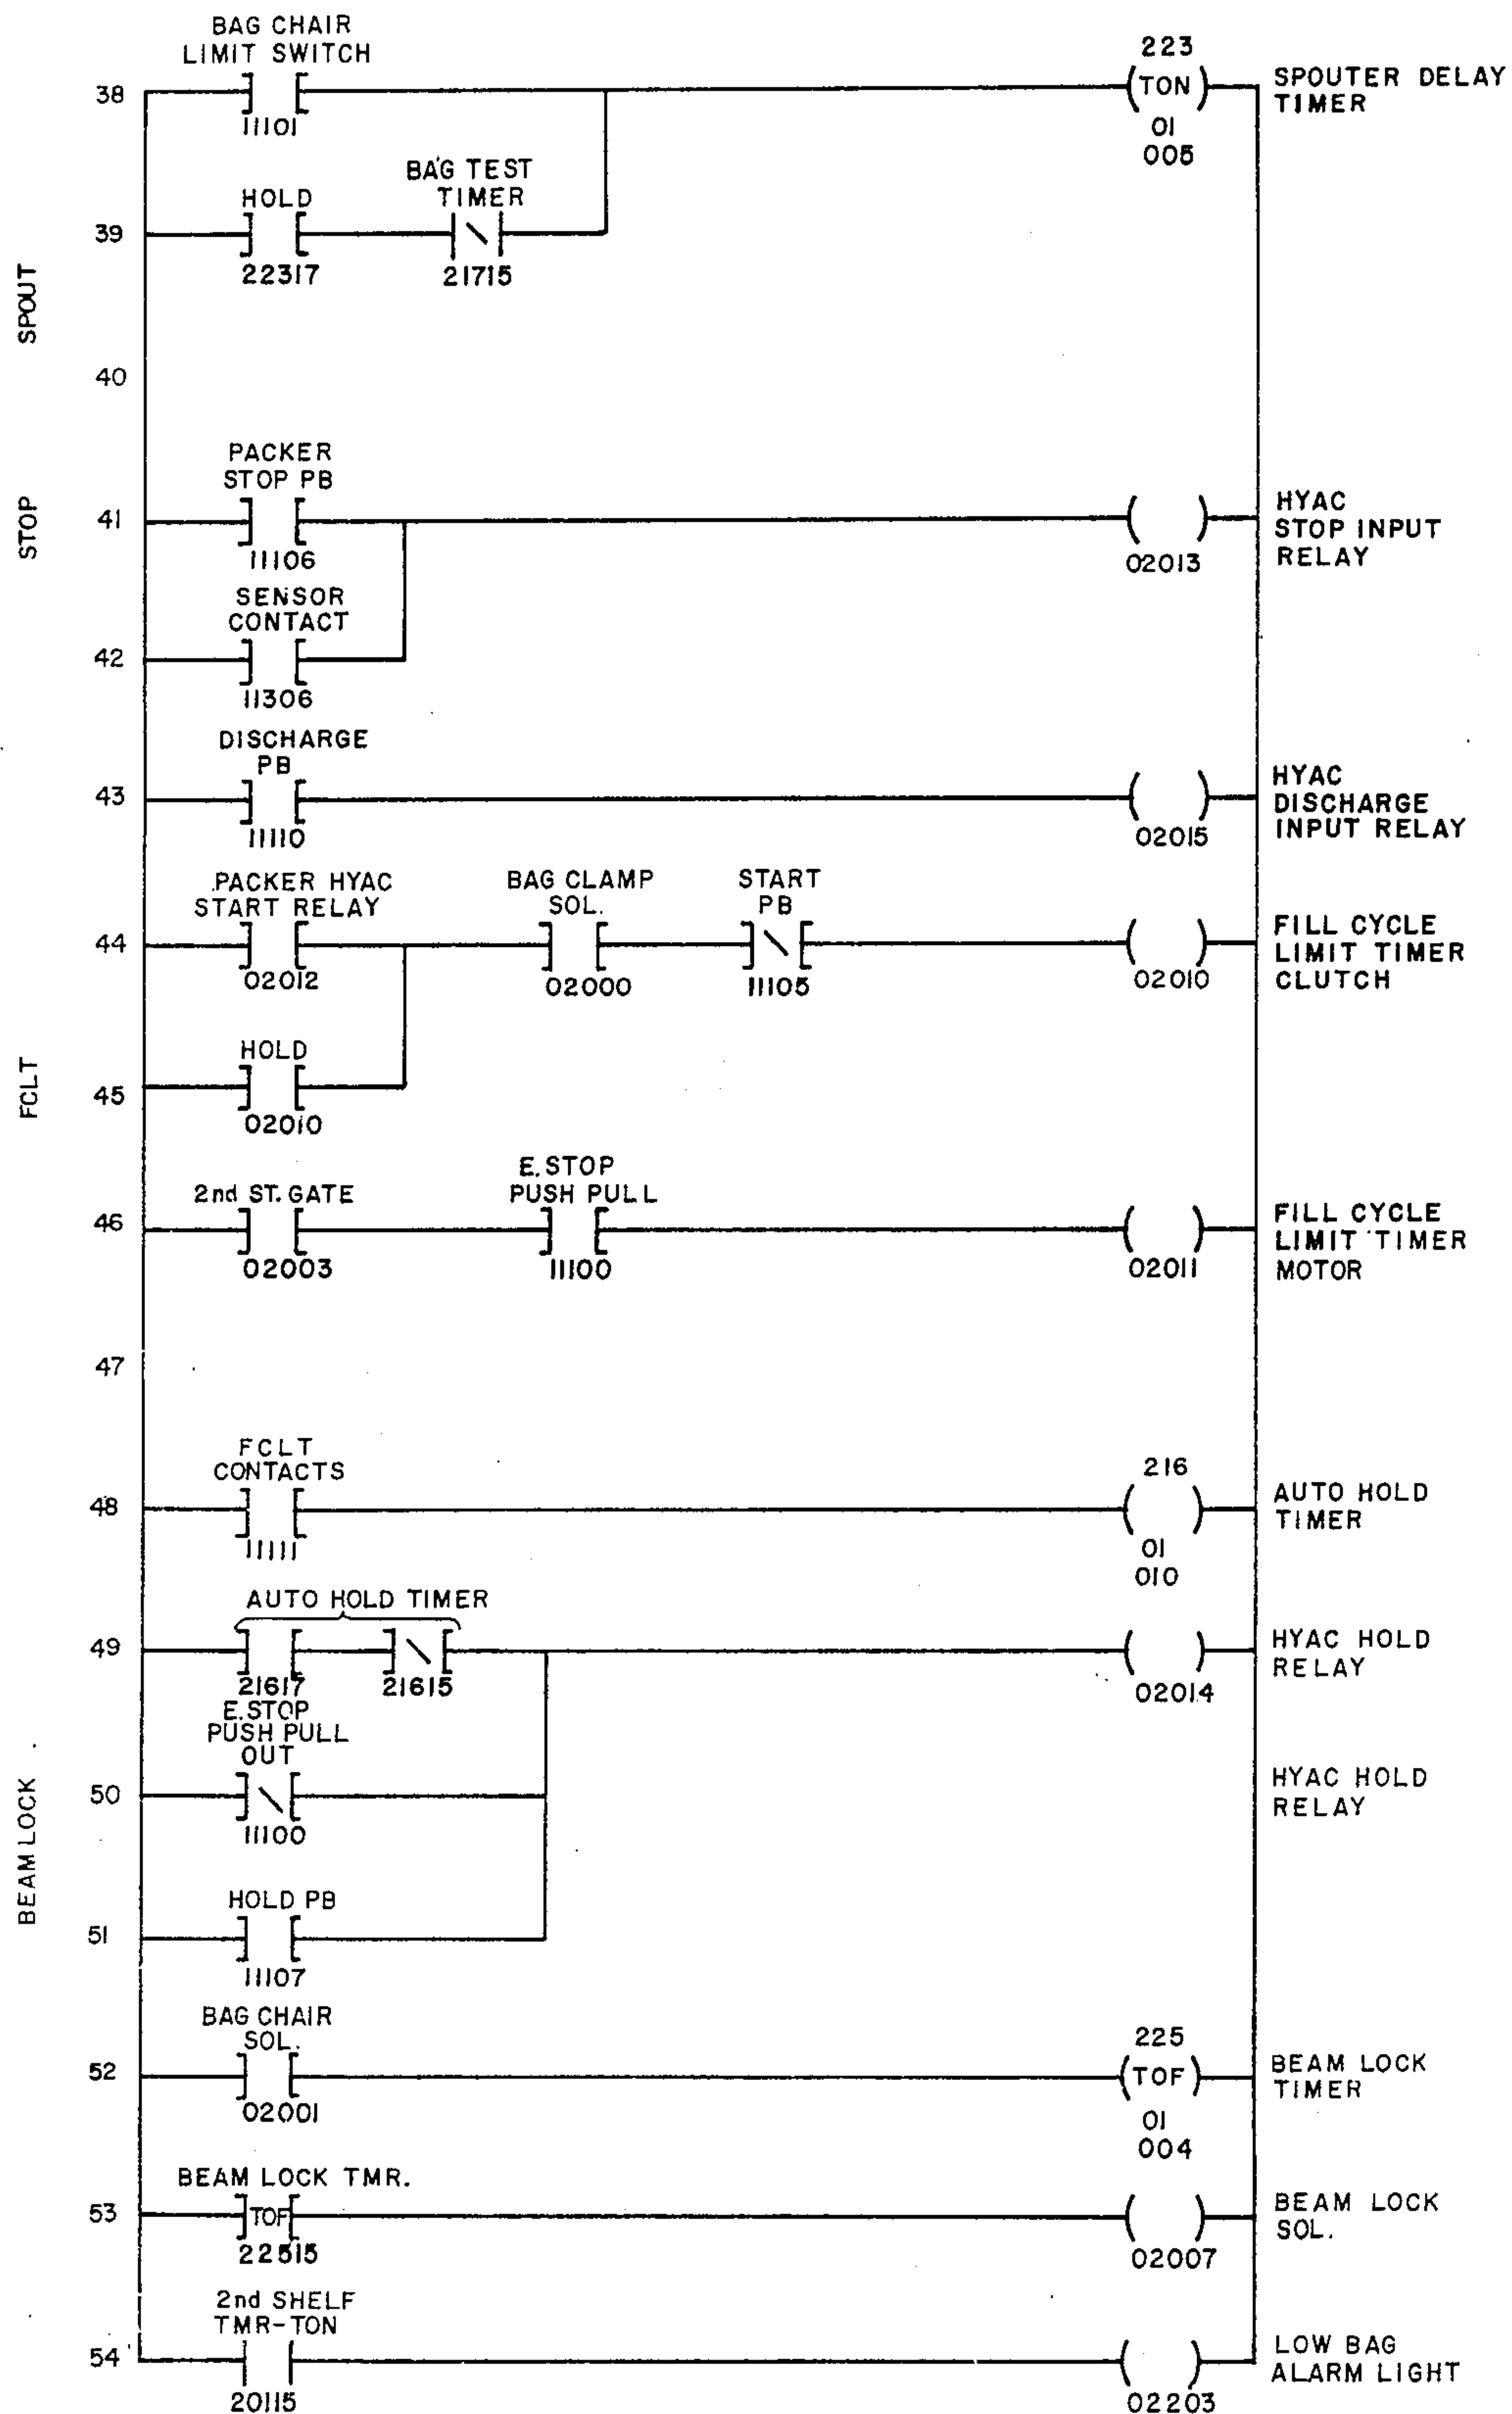 BAG CHAIR
LIMIT SWITCH
223
38
(TON)
SPOUTER DELAY
TIMER
11101
01
005
BAG TEST
TIMER
HOLD
39
22317
21715
SPOUT
40
PACKER
STOP PB
STOP
41
HYAC
STOP INPUT
RELAY
11106
02013
SENSOR
CONTACT
42
11306
DISCHARGE
PB
43
HYAC
DISCHARGE
INPUT RELAY
11110
02015
PACKER HYAC
START RELAY
BAG CLAMP
SOL.
START
PB
44
FILL CYCLE
LIMIT TIMER
CLUTCH
02012
02000
11105
02010
HOLD
FCLT
45
02010
2nd ST. GATE
E. STOP
PUSH PULL
46
FILL CYCLE
LIMIT TIMER
MOTOR
02003
11100
02011
47
FCLT
CONTACTS
216
48
AUTO HOLD
TIMER
11111
01
010
AUTO HOLD TIMER
49
HYAC HOLD
RELAY
21617
21615
02014
E. STOP
PUSH PULL
OUT
50
HYAC HOLD
RELAY
11100
BEAM LOCK
HOLD PB
51
11107
BAG CHAIR
SOL.
225
52
(TOF)
BEAM LOCK
TIMER
02001
01
004
BEAM LOCK TMR.
53
TOF
BEAM LOCK
SOL.
22515
02007
2nd SHELF
TMR-TON
54
LOW BAG
ALARM LIGHT
20115
02203